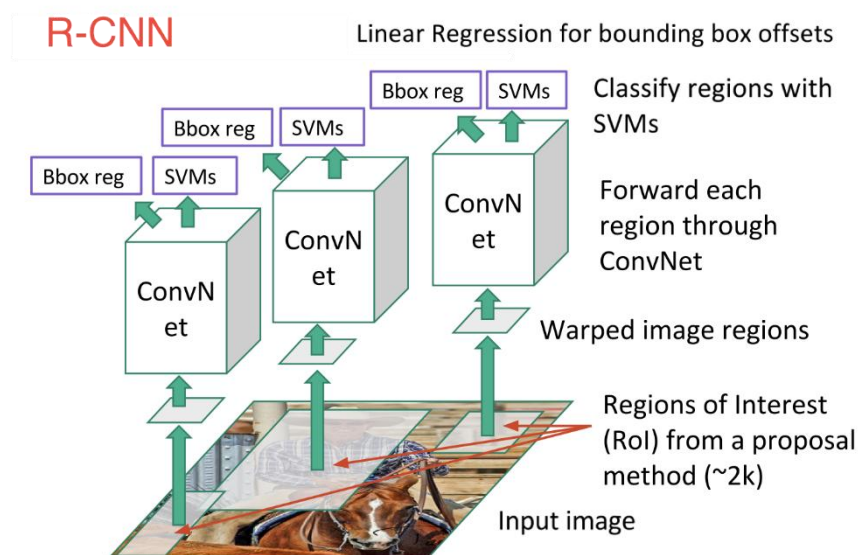 R-CNN
Linear Regression for bounding box offsets
Bbox reg
SVMs
Classify regions with
SVMs
Bbox reg
SVMs
Bbox reg
SVMs
ConvN
et
Forward each
region through
ConvNet
ConvN
et
ConvN
et
Warped image regions
Regions of Interest
(RoI) from a proposal
method (~2k)
Input image